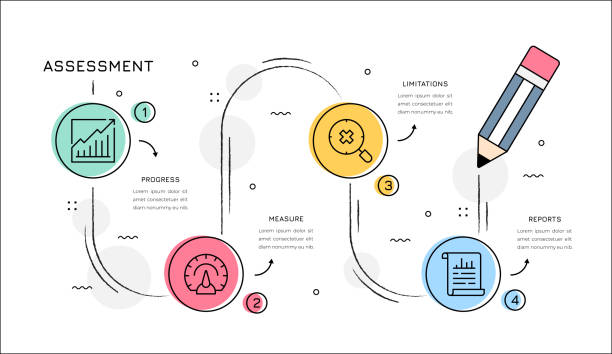 ASSESSMENT
1
PROGRESS
lorem ipsum dolor sit
amet consectetuer elit
diam nonummy eu nib.
MEASURE
lorem ipsum dolor sit
amet consectetuer elit
diam nonummy eu nib.
2
LIMITATIONS
lorem ipsum dolor sit
amet consectetuer elit
diam nonummy eu nib.
3
REPORTS
lorem ipsum dolor sit
amet consectetuer elit
diam nonummy eu nib.
4